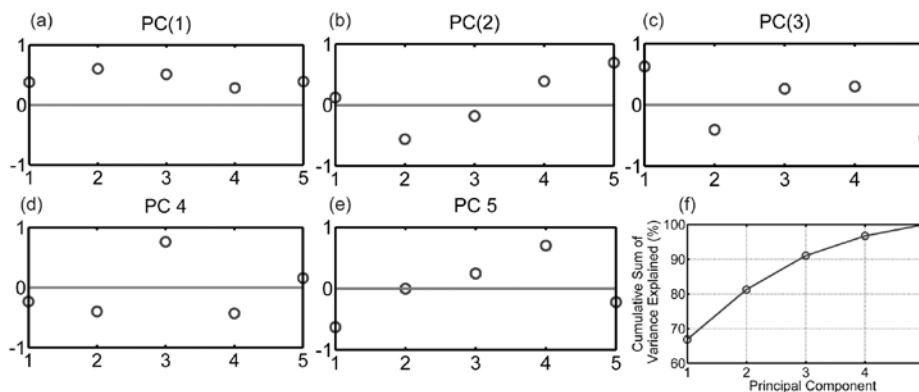 (a) PC(1)
1
0
-1
1 2 3 4 5
(b) PC(2)
1
0
-1
1 2 3 4 5
(c) PC(3)
1
0
-1
1 2 3 4
(d) PC 4
1
0
-1
1 2 3 4 5
(e) PC 5
1
0
-1
1 2 3 4 5
(f)
Cumulative Sum of
Variance Explained (%)
100
90
80
70
60
1 2 3 4
Principal Component